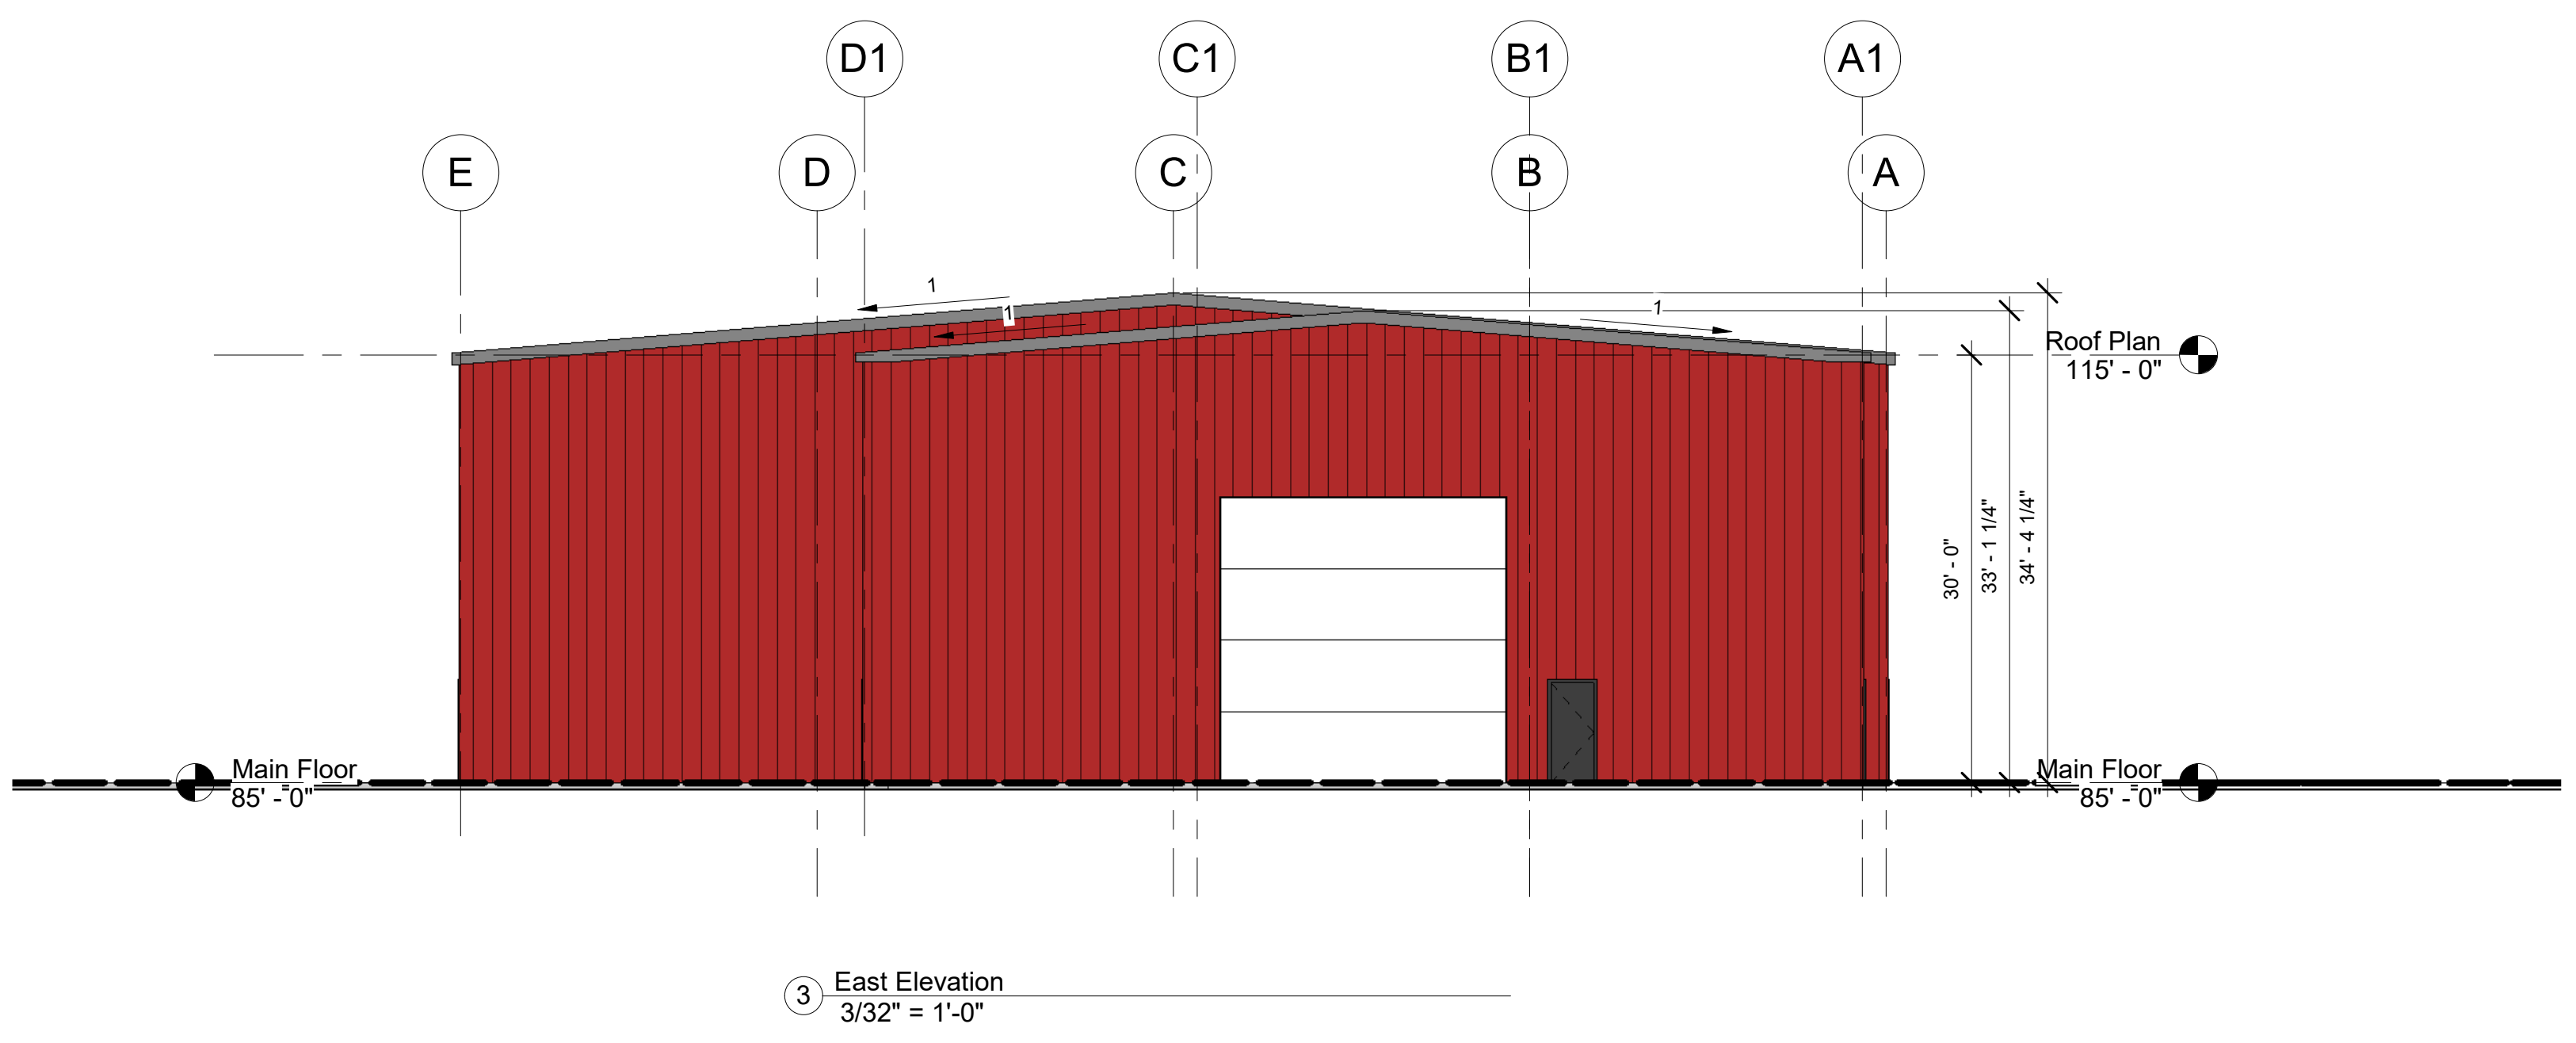 D1
C1
B1
A1
E
D
C
B
A
1
1
1
Roof Plan
115' - 0"
30' - 0"
33' - 1 1/4"
34' - 4 1/4"
Main Floor
85' - 0"
Main Floor
85' - 0"
3
East Elevation
3/32" = 1'-0"